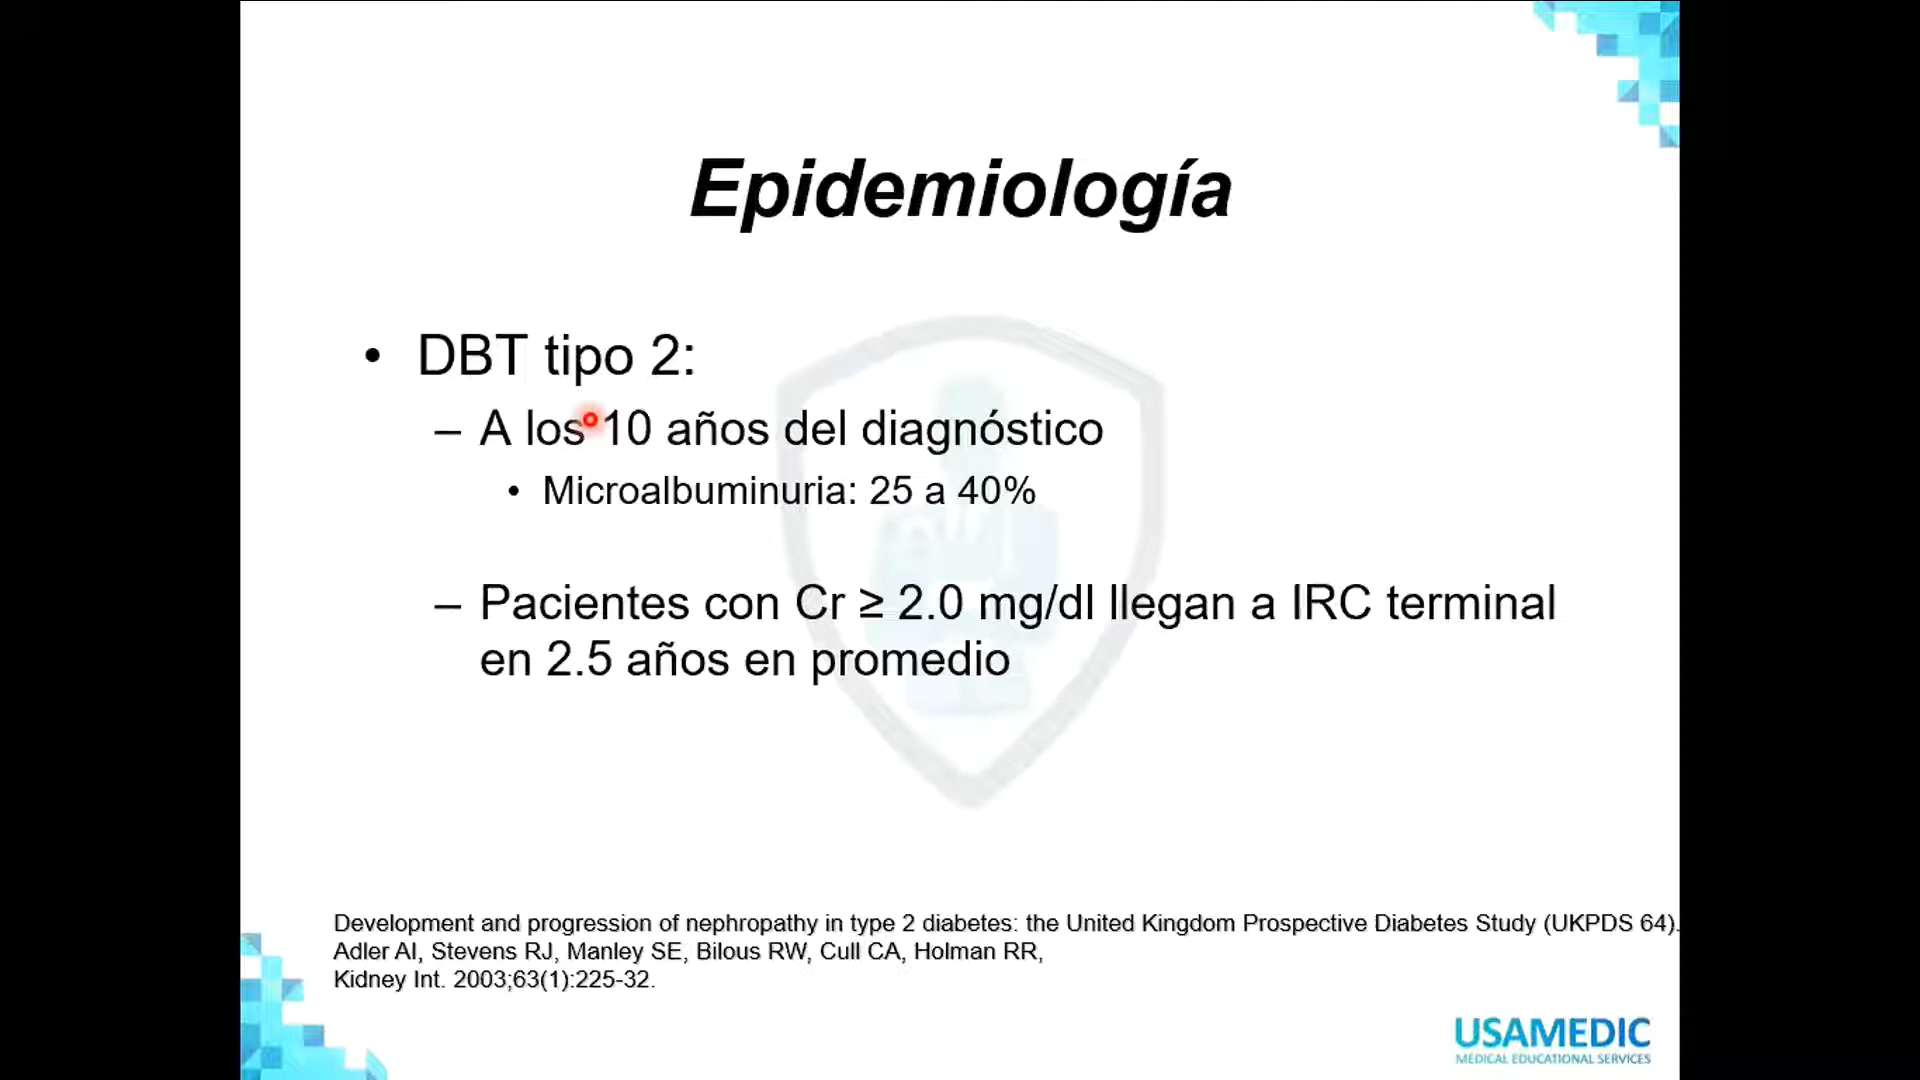 Epidemiología
• DBT tipo 2:
– A los 10 años del diagnóstico
• Microalbuminuria: 25 a 40%
– Pacientes con Cr ≥ 2.0 mg/dl llegan a IRC terminal
en 2.5 años en promedio
Development and progression of nephropathy in type 2 diabetes: the United Kingdom Prospective Diabetes Study (UKPDS 64).
Adler AI, Stevens RJ, Manley SE, Bilous RW, Cull CA, Holman RR,
Kidney Int. 2003;63(1):225-32.
USAMEDIC
MEDICAL EDUCATIONAL SERVICES